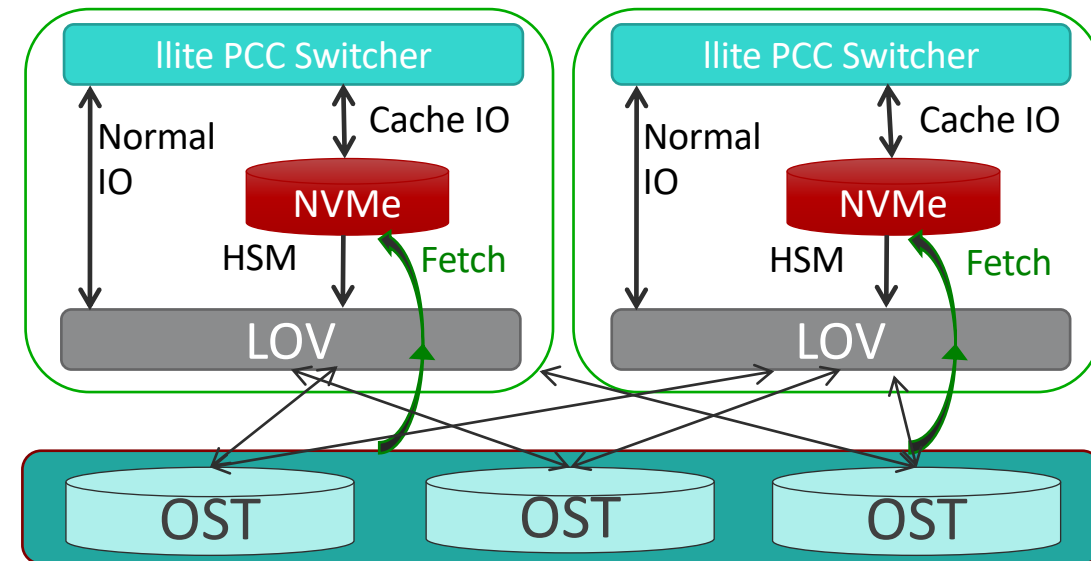 llite PCC Switcher
Normal
IO
Cache IO
NVMe
HSM
Fetch
LOV
llite PCC Switcher
Normal
IO
Cache IO
NVMe
HSM
Fetch
LOV
OST
OST
OST